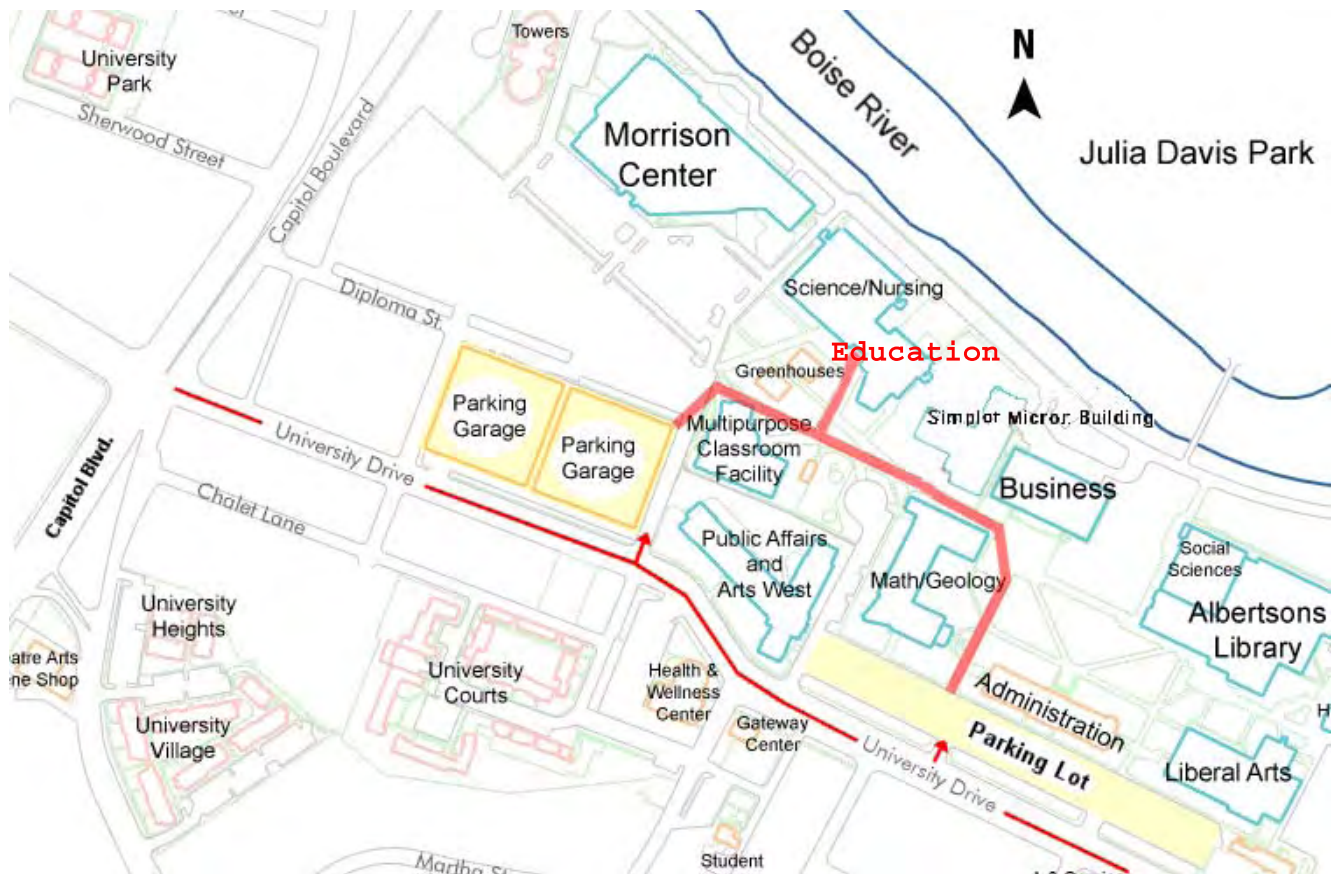 Towers
University
Park
Sherwood Street
Capitol Boulevard
Boise River
N
Julia Davis Park
Morrison
Center
Science/Nursing
Diploma St.
Education
Greenhouses
Simplot Micron Building
Parking
Garage
Parking
Garage
Multipurpose
Classroom
Facility
University Drive
Capitol Blvd.
Chalet Lane
Business
Public Affairs
and
Arts West
Math/Geology
Social
Sciences
Albertsons
Library
University
Heights
University
Courts
Health &
Wellness
Center
Administration
Parking Lot
atre Arts
ne Shop
University
Village
Gateway
Center
University Drive
Liberal Arts
H
Student
Martha St